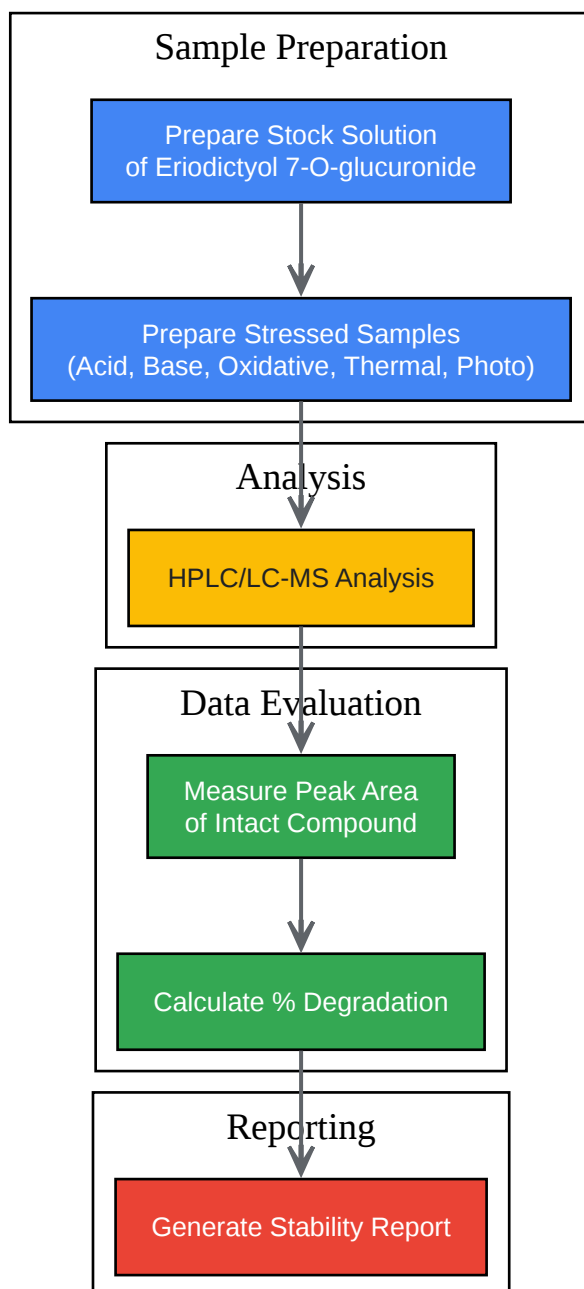 Sample Preparation
Prepare Stock Solution
of Eriodictyol 7-O-glucuronide
Prepare Stressed Samples
(Acid, Base, Oxidative, Thermal, Photo)
Analysis
HPLC/LC-MS Analysis
Data Evaluation
Measure Peak Area
of Intact Compound
Calculate % Degradation
Reporting
Generate Stability Report